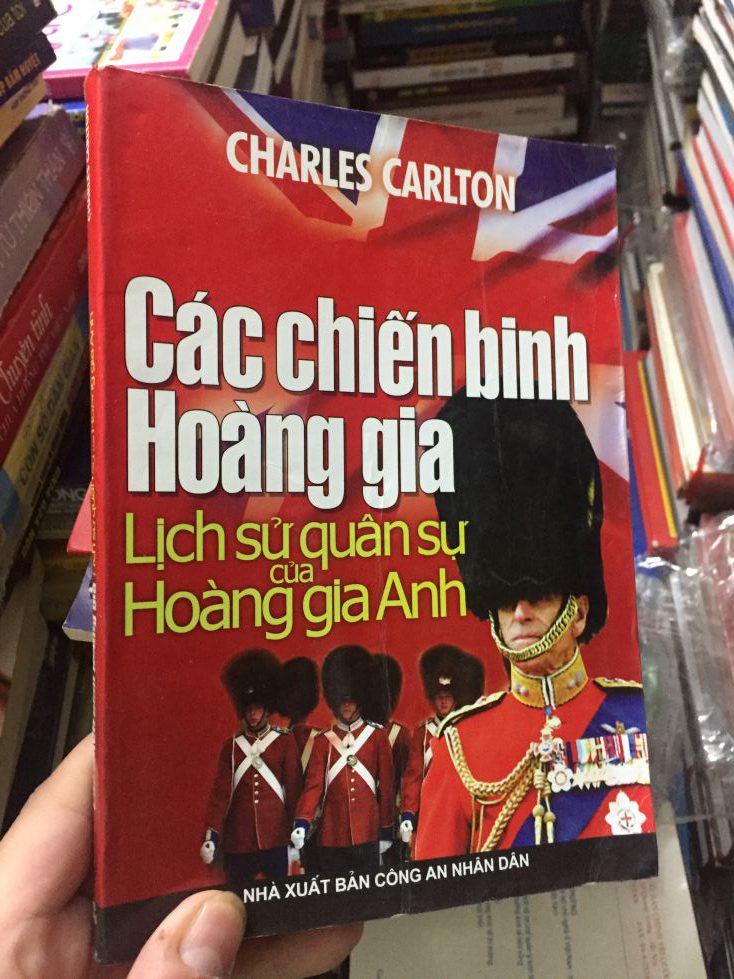 CHARLES CARLTON
Các chiến binh
Hoàng gia
Lịch sử quân sự
của
Hoàng gia Anh
NHÀ XUẤT BẢN CÔNG AN NHÂN DÂN